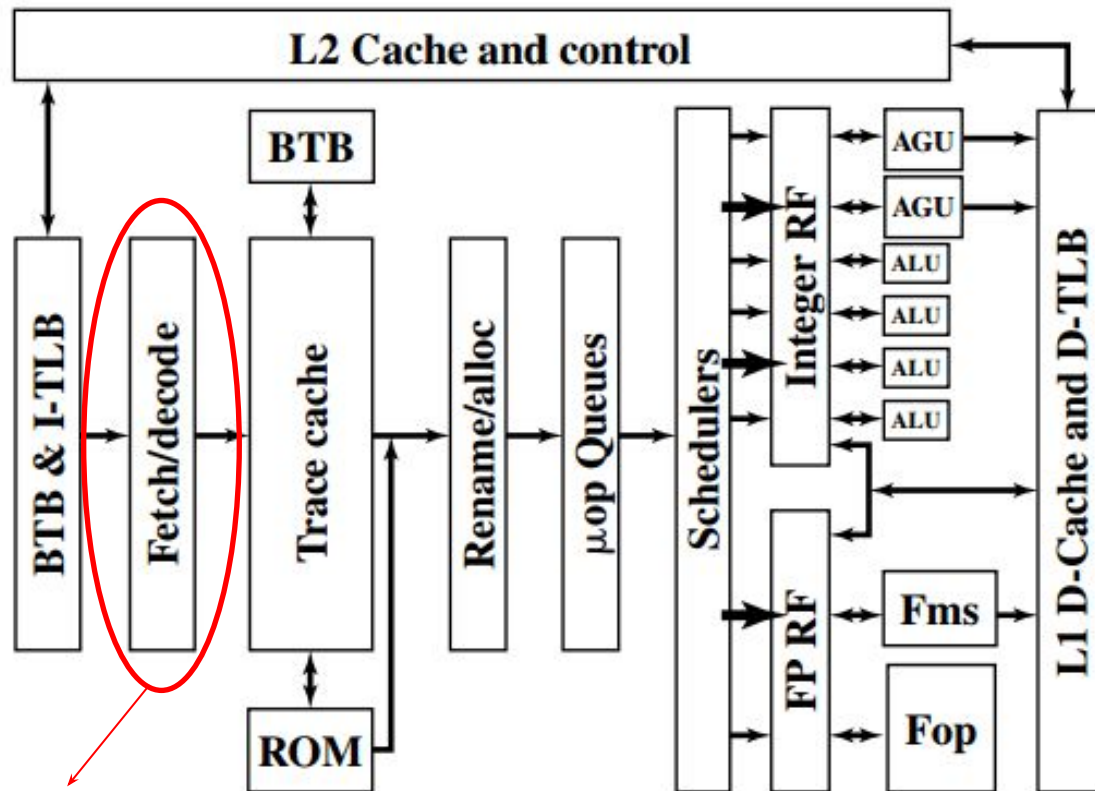 L2 Cache and control
BTB
BTB & I-TLB
Fetch/decode
Trace cache
ROM
Rename/alloc
μop Queues
Schedulers
Integer RF
FP RF
AGU
AGU
ALU
ALU
ALU
ALU
Fms
Fop
L1 D-Cache and D-TLB